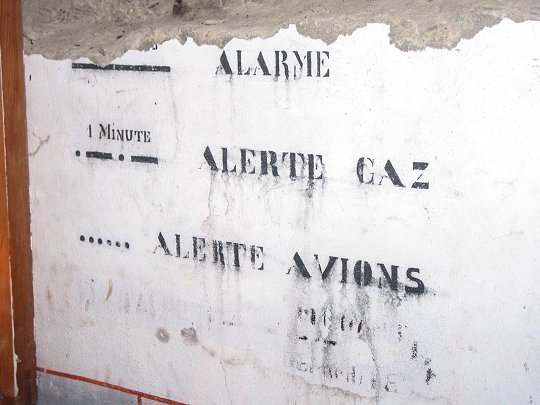 ALARME
1 MINUTE
ALERTE GAZ
ALERTE AVIONS